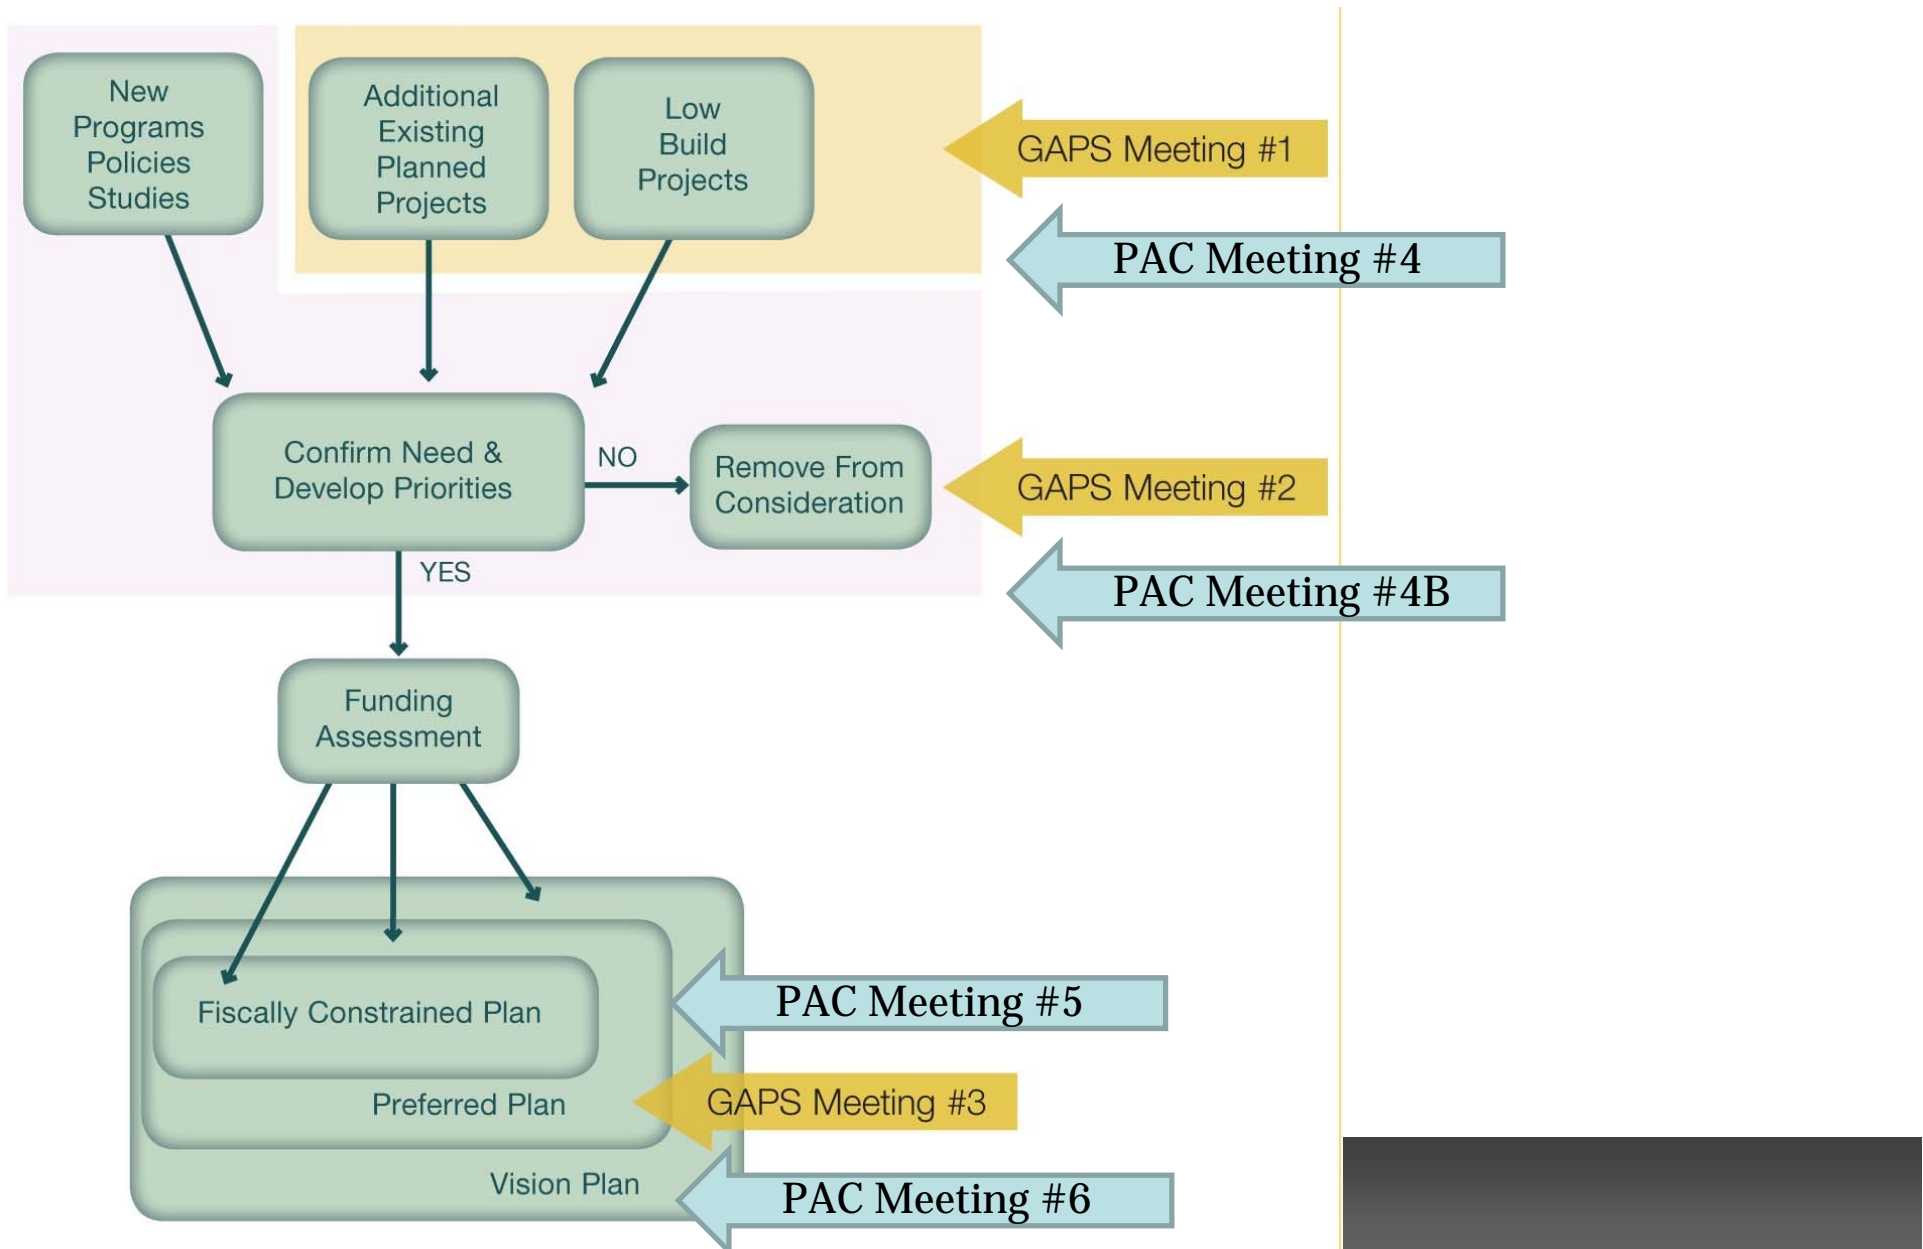 New
Programs
Policies
Studies
Additional
Existing
Planned
Projects
Low
Build
Projects
GAPS Meeting #1
PAC Meeting #4
Confirm Need &
Develop Priorities
NO
Remove From
Consideration
GAPS Meeting #2
YES
PAC Meeting #4B
Funding
Assessment
Fiscally Constrained Plan
PAC Meeting #5
Preferred Plan
GAPS Meeting #3
Vision Plan
PAC Meeting #6